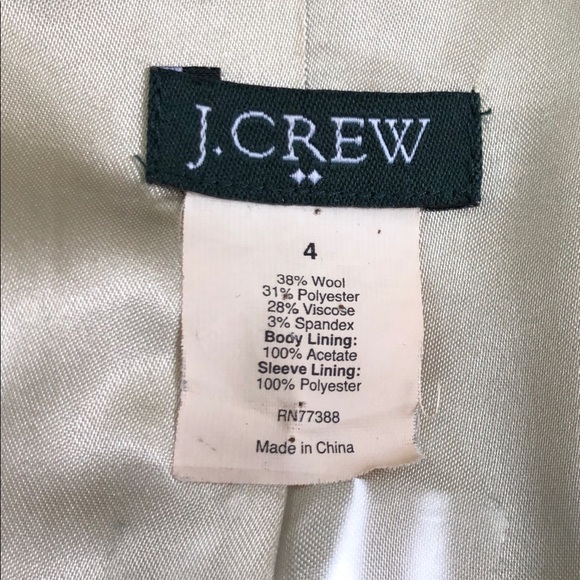 J.CREW
4
38% Wool
31% Polyester
28% Viscose
3% Spandex
Body Lining:
100% Acetate
Sleeve Lining:
100% Polyester
RN77388
Made in China